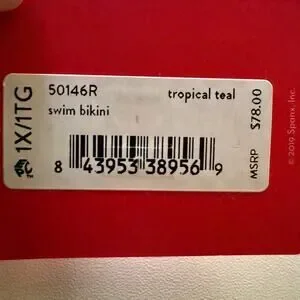 1X/1TG
50146R
tropical teal
swim bikini
8 43953 38956 9
MSRP $78.00
© 2019 Spanx, Inc.